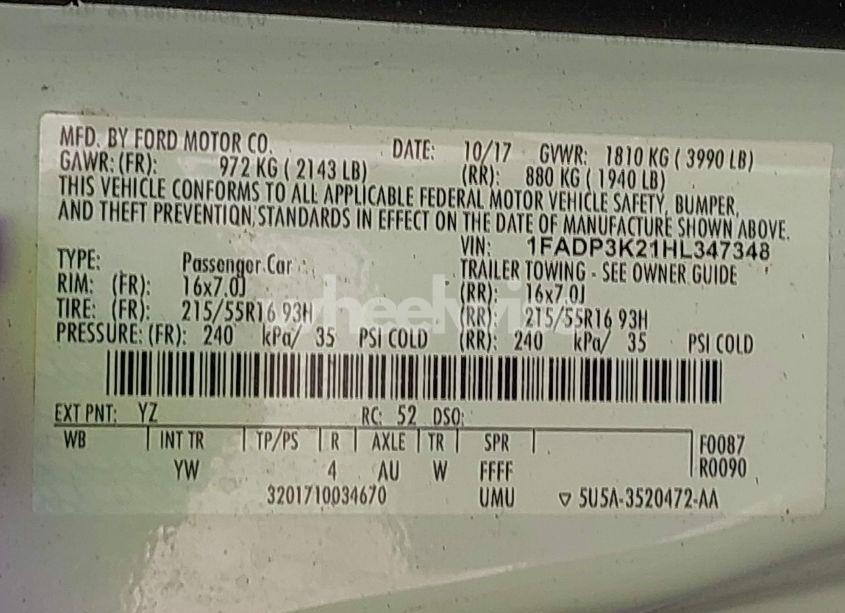 MFD. BY FORD MOTOR CO. DATE: 10/17 GVWR: 1810 KG ( 3990 LB)
GAWR: (FR): 972 KG ( 2143 LB) (RR): 880 KG ( 1940 LB)
THIS VEHICLE CONFORMS TO ALL APPLICABLE FEDERAL MOTOR VEHICLE SAFETY, BUMPER,
AND THEFT PREVENTION STANDARDS IN EFFECT ON THE DATE OF MANUFACTURE SHOWN ABOVE.
VIN: 1FADP3K21HL347348
TYPE: Passenger Car TRAILER TOWING - SEE OWNER GUIDE
RIM: (FR): 16x7.0J (RR): 16x7.0J
wheelwiz
TIRE: (FR): 215/55R16 93H (RR): 215/55R16 93H
PRESSURE: (FR): 240 kPa/ 35 PSI COLD (RR): 240 kPa/ 35 PSI COLD
EXT PNT: YZ RC: 52 DSO:
WB INT TR TP/PS R AXLE TR SPR F0087
YW 4 AU W FFFF R0090
3201710034670 UMU ▽ 5U5A-3520472-AA